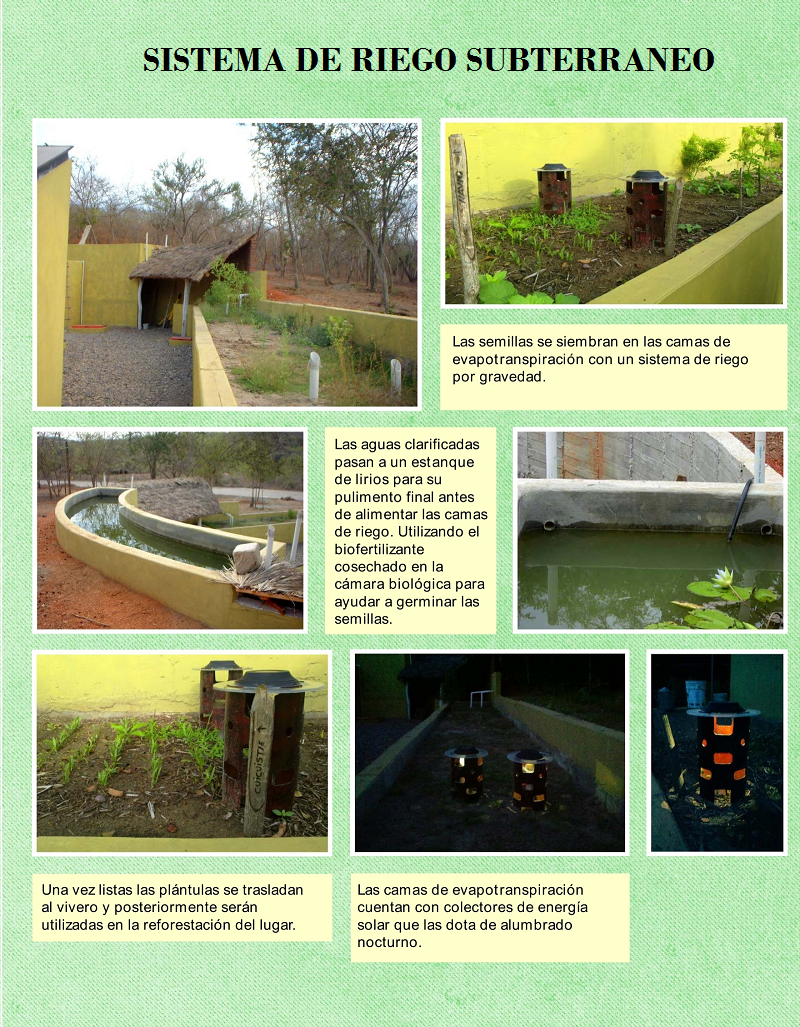 SISTEMA DE RIEGO SUBTERRANEO
Las semillas se siembran en las camas de
evapotranspiración con un sistema de riego
por gravedad.
Las aguas clarificadas
pasan a un estanque
de lirios para su
pulimento final antes
de alimentar las camas
de riego. Utilizando el
biofertilizante
cosechado en la
cámara biológica para
ayudar a germinar las
semillas.
CUICUISTLE
Una vez listas las plántulas se trasladan
al vivero y posteriormente serán
utilizadas en la reforestación del lugar.
Las camas de evapotranspiración
cuentan con colectores de energía
solar que las dota de alumbrado
nocturno.